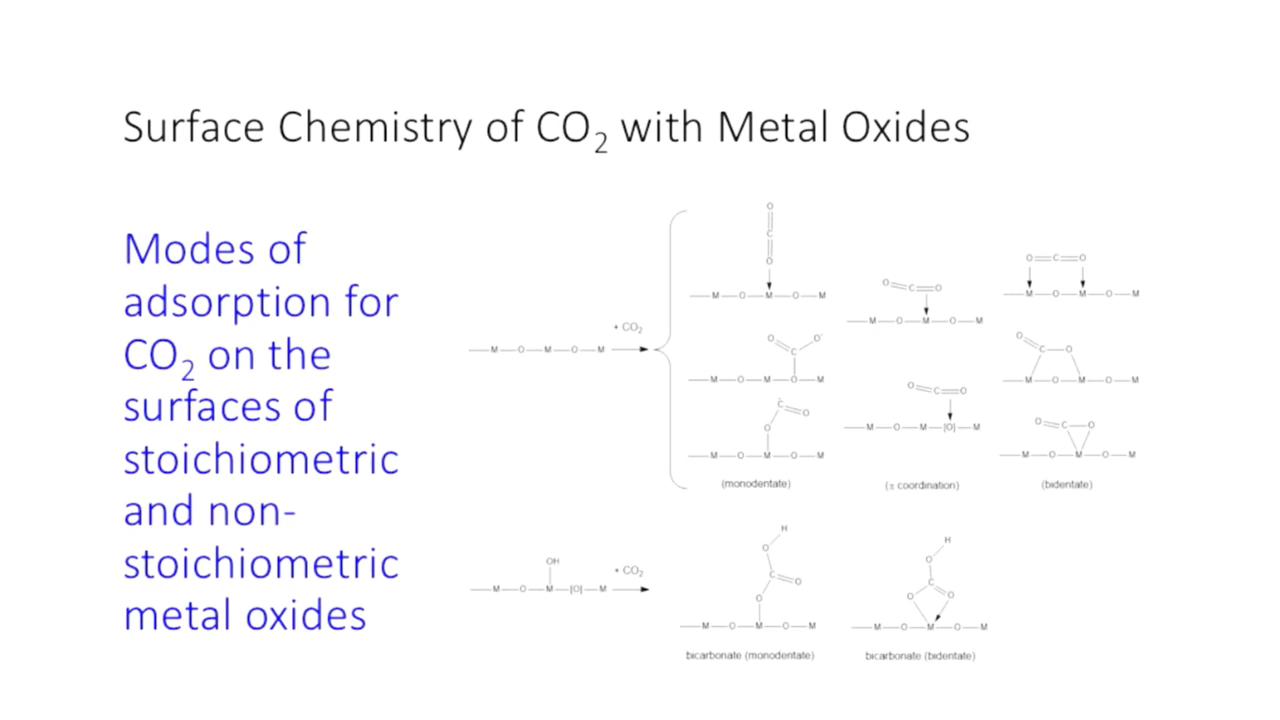 Surface Chemistry of CO₂ with Metal Oxides
Modes of
adsorption for
CO₂ on the
surfaces of
stoichiometric
and non-
stoichiometric
metal oxides
O
C
O
—M—O—M—O—M
O C O
—M—O—M—O—M
O C O
—M—O—M—O—M
+ CO₂
—M—O—M—O—M
O C O⁻
—M—O—M—O—M
O C O
—M—O—M—O—M
O C O
—M—O—M—[O]—M
C O
O
—M—O—M—O—M
O C O
—M—O—M—O—M
(monodentate)
(π coordination)
(bidentate)
OH
+ CO₂
—M—O—M—[O]—M
H
O
C O
O
—M—O—M—O—M
H
O
C
O O
—M—O—M—O—M
bicarbonate (monodentate)
bicarbonate (bidentate)